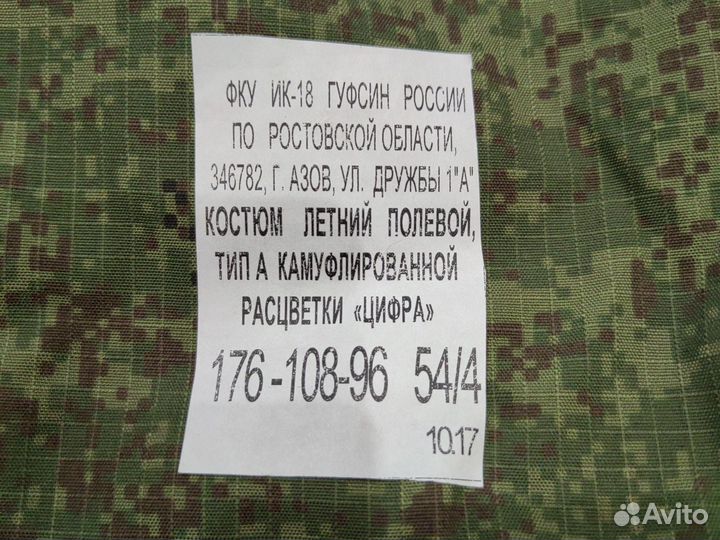 ФКУ ИК-18 ГУФСИН РОССИИ
ПО РОСТОВСКОЙ ОБЛАСТИ,
346782, Г. АЗОВ, УЛ. ДРУЖБЫ 1"А"
КОСТЮМ ЛЕТНИЙ ПОЛЕВОЙ,
ТИП А КАМУФЛИРОВАННОЙ
РАСЦВЕТКИ «ЦИФРА»
176-108-96 54/4
10.17
Avito